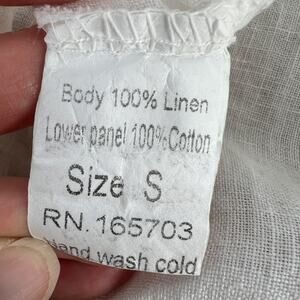 Body 100% Linen
Lower panel 100%Cotton
Size S
RN.165703
Hand wash cold